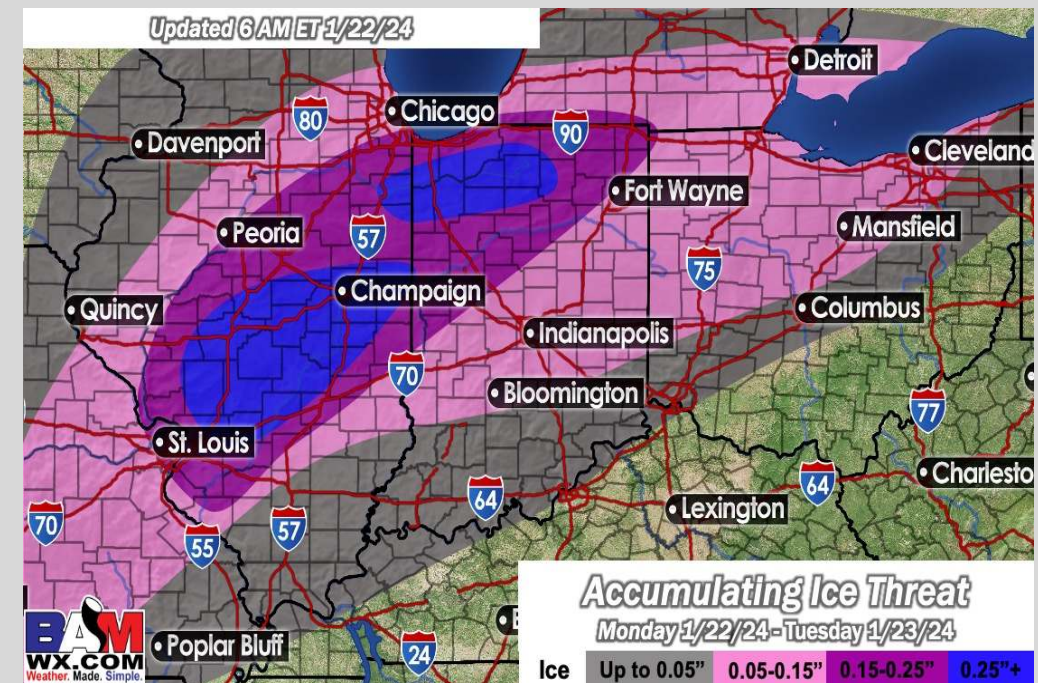 Updated 6 AM ET 1/22/24
• Detroit
• Chicago
80
90
• Davenport
• Cleveland
• Fort Wayne
• Peoria
57
• Mansfield
75
• Champaign
• Quincy
• Columbus
• Indianapolis
70
• Bloomington
77
• St. Louis
• Charlesto
64
64
• Lexington
70
57
55
Accumulating Ice Threat
Monday 1/22/24 - Tuesday 1/23/24
BAM
WX.COM
Weather. Made. Simple.
• Poplar Bluff
24
Ice Up to 0.05” 0.05-0.15” 0.15-0.25” 0.25”+